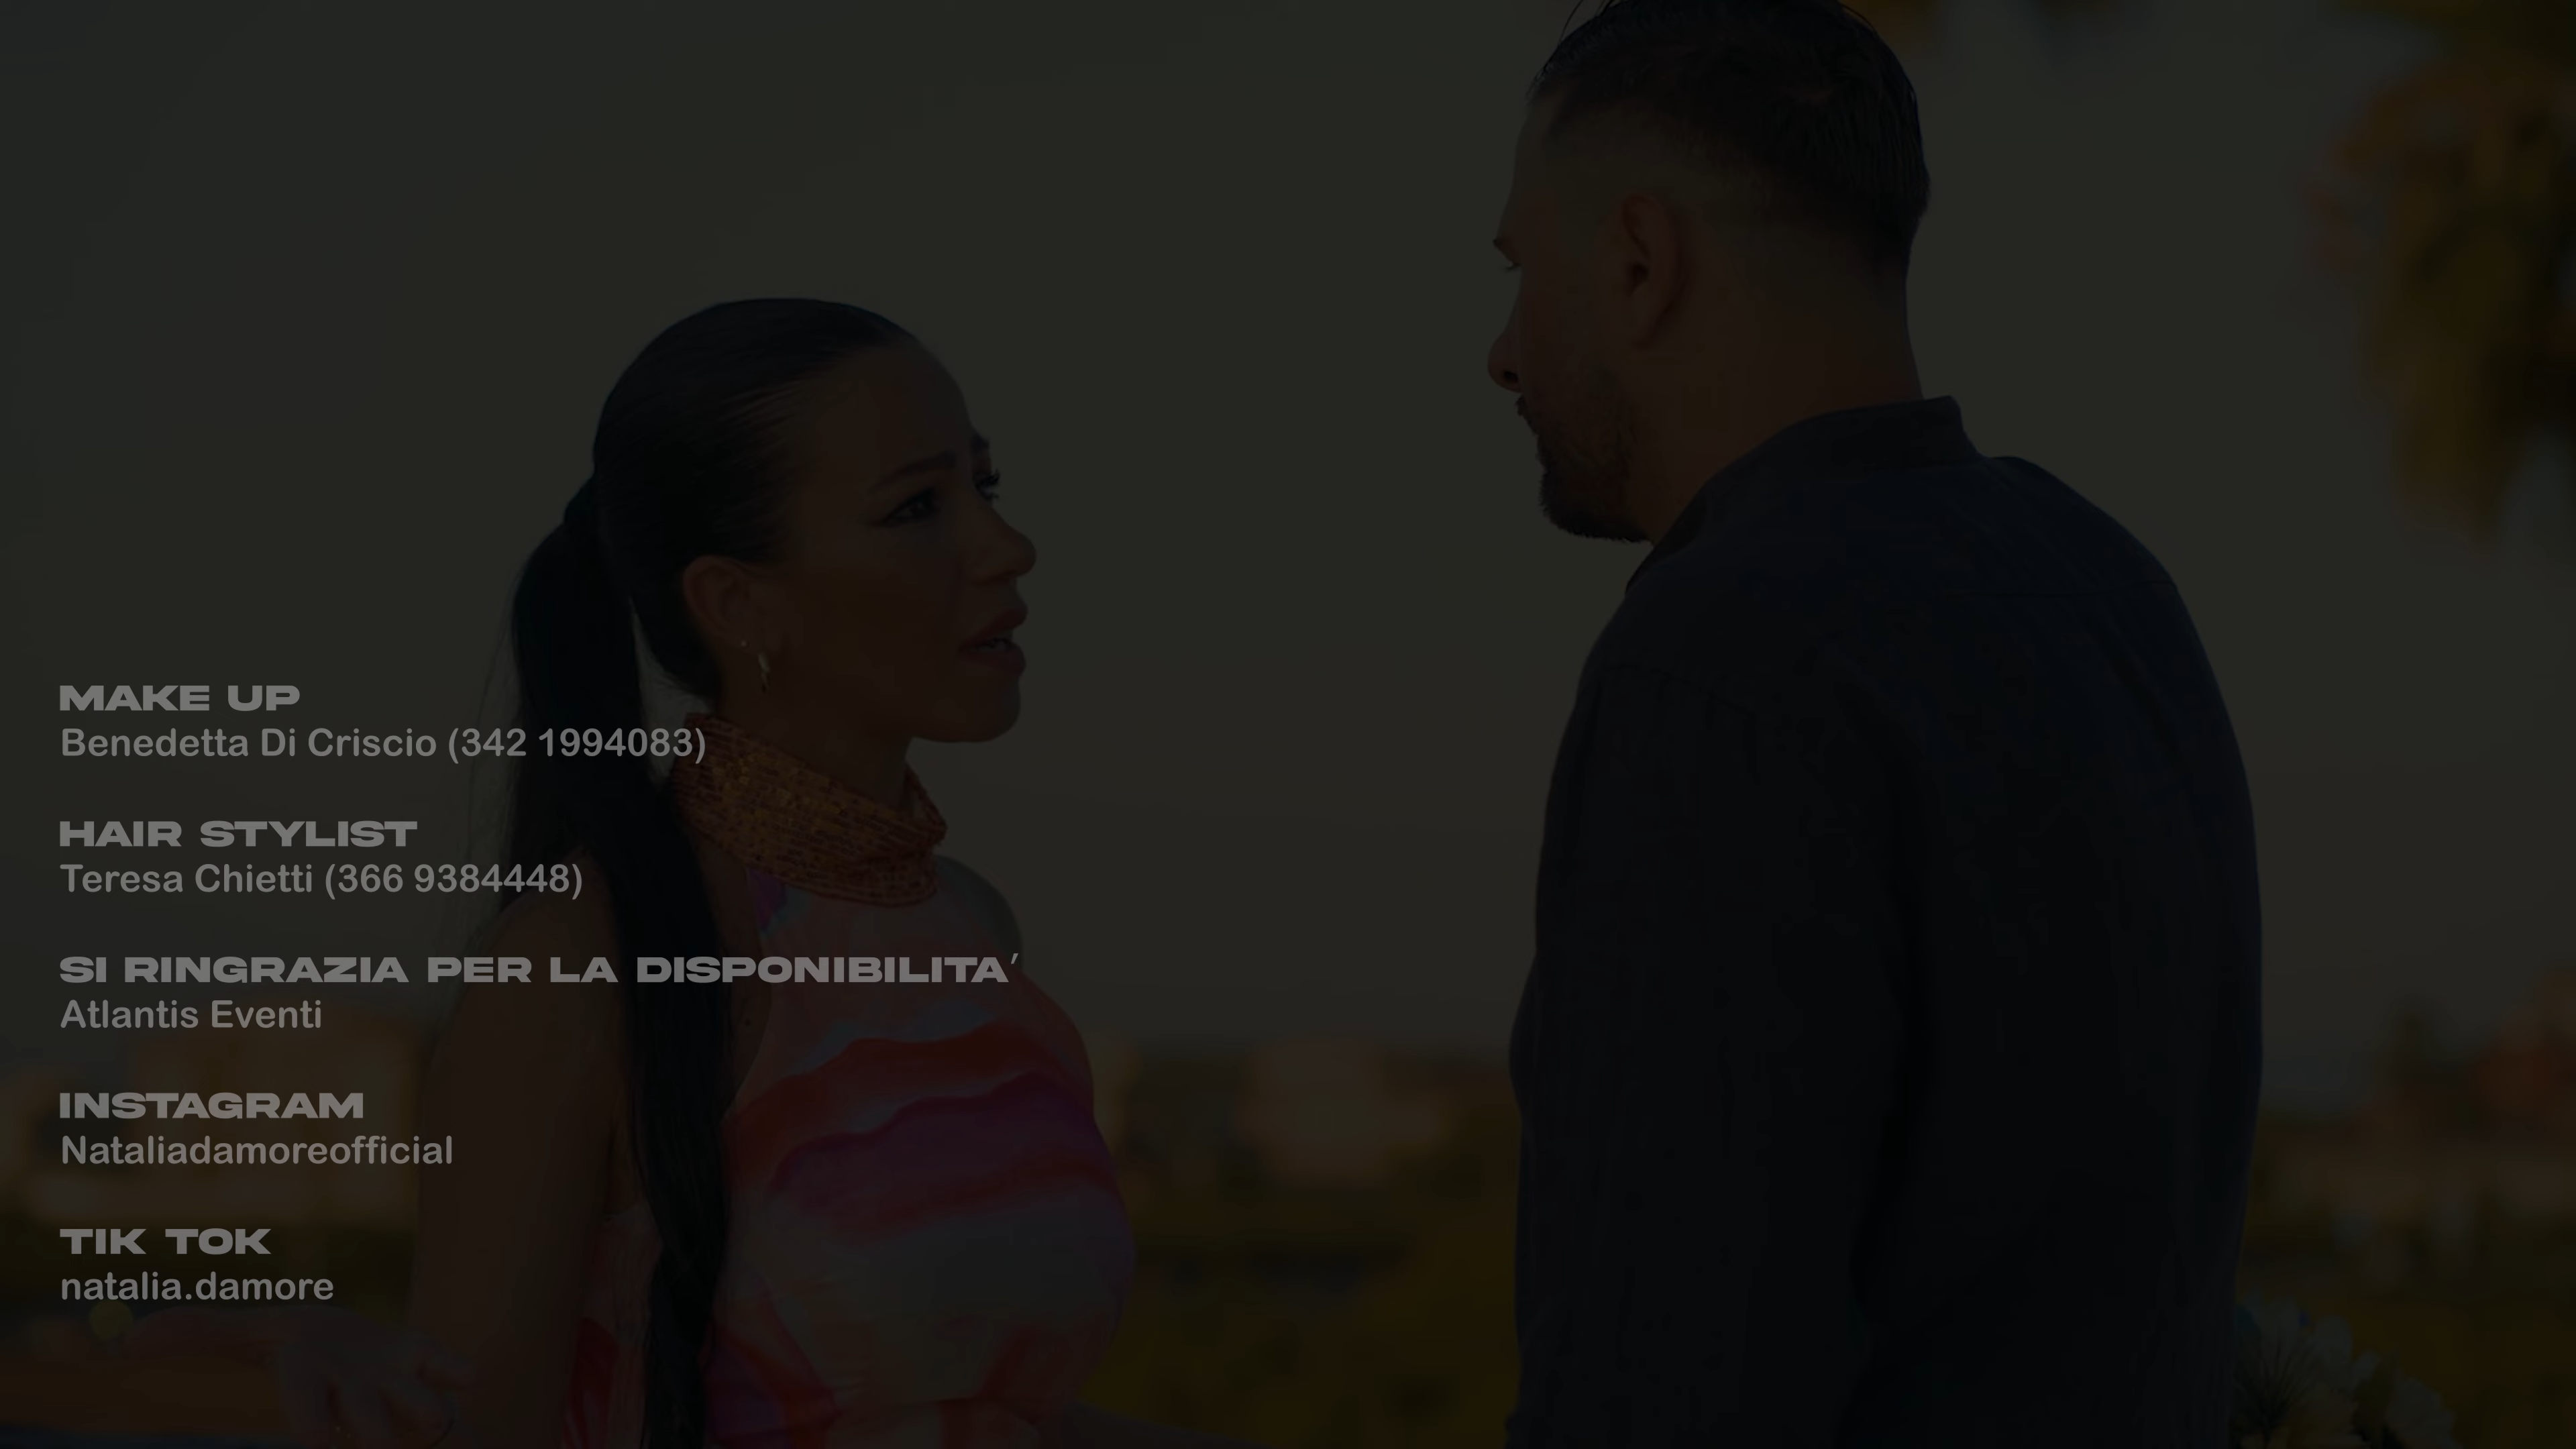 MAKE UP
Benedetta Di Criscio (342 1994083)
HAIR STYLIST
Teresa Chietti (366 9384448)
SI RINGRAZIA PER LA DISPONIBILITA´
Atlantis Eventi
INSTAGRAM
Nataliadamoreofficial
TIK TOK
natalia.damore